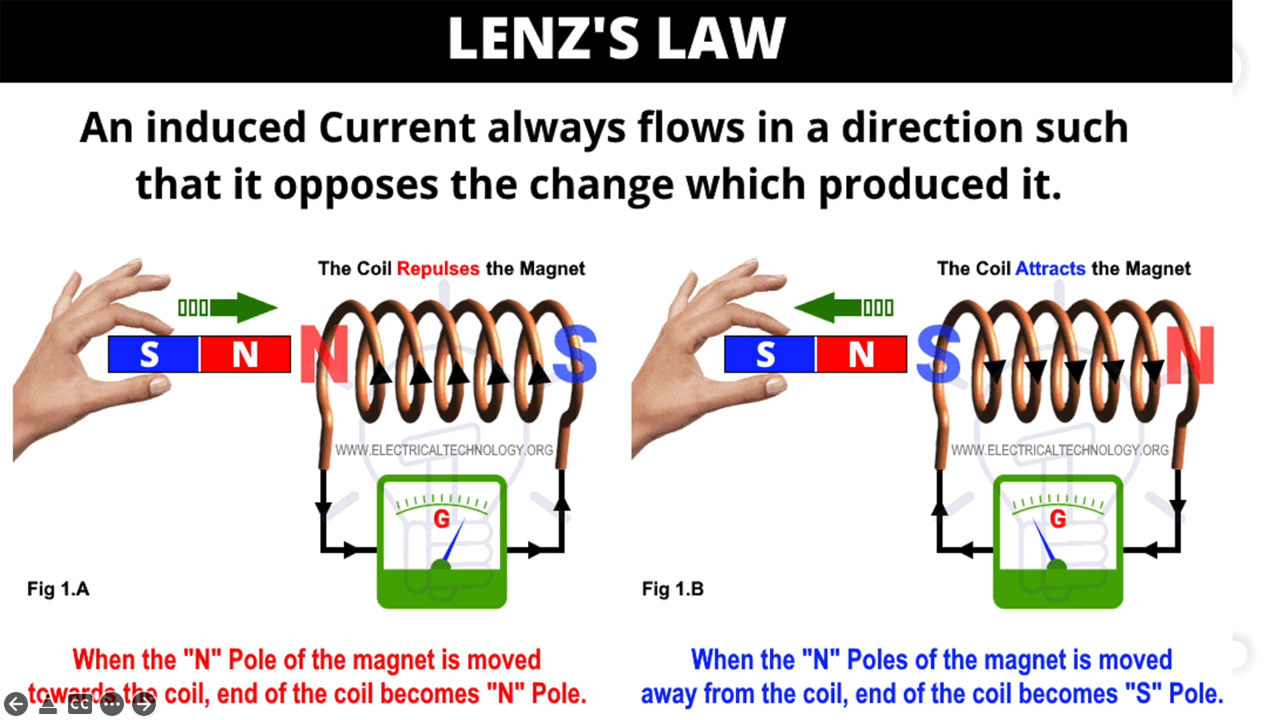 LENZ'S LAW
An induced Current always flows in a direction such
that it opposes the change which produced it.
The Coil Repulses the Magnet
S N
N
S
WWW.ELECTRICALTECHNOLOGY.ORG
G
Fig 1.A
When the "N" Pole of the magnet is moved
towards the coil, end of the coil becomes "N" Pole.
The Coil Attracts the Magnet
S N
S
N
WWW.ELECTRICALTECHNOLOGY.ORG
G
Fig 1.B
When the "N" Poles of the magnet is moved
away from the coil, end of the coil becomes "S" Pole.
CC